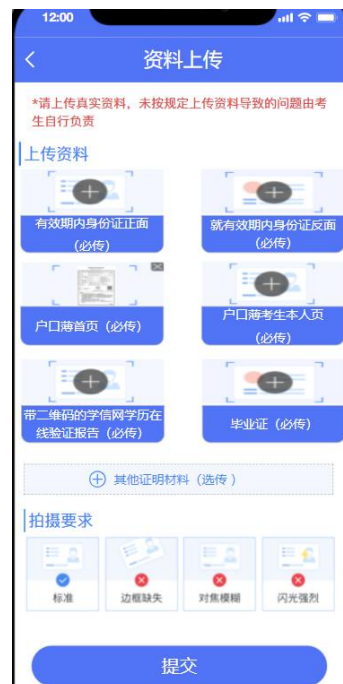 12:00
资料上传
*请上传真实资料，未按规定上传资料导致的问题由考
生自行负责
上传资料
有效期内身份证正面
(必传)
就有效期内身份证反面
(必传)
户口薄首页（必传）
户口薄考生本人页
(必传)
带二维码的学信网学历在
线验证报告（必传）
毕业证（必传）
其他证明材料（选传 ）
拍摄要求
标准
边框缺失
对焦模糊
闪光强烈
提交